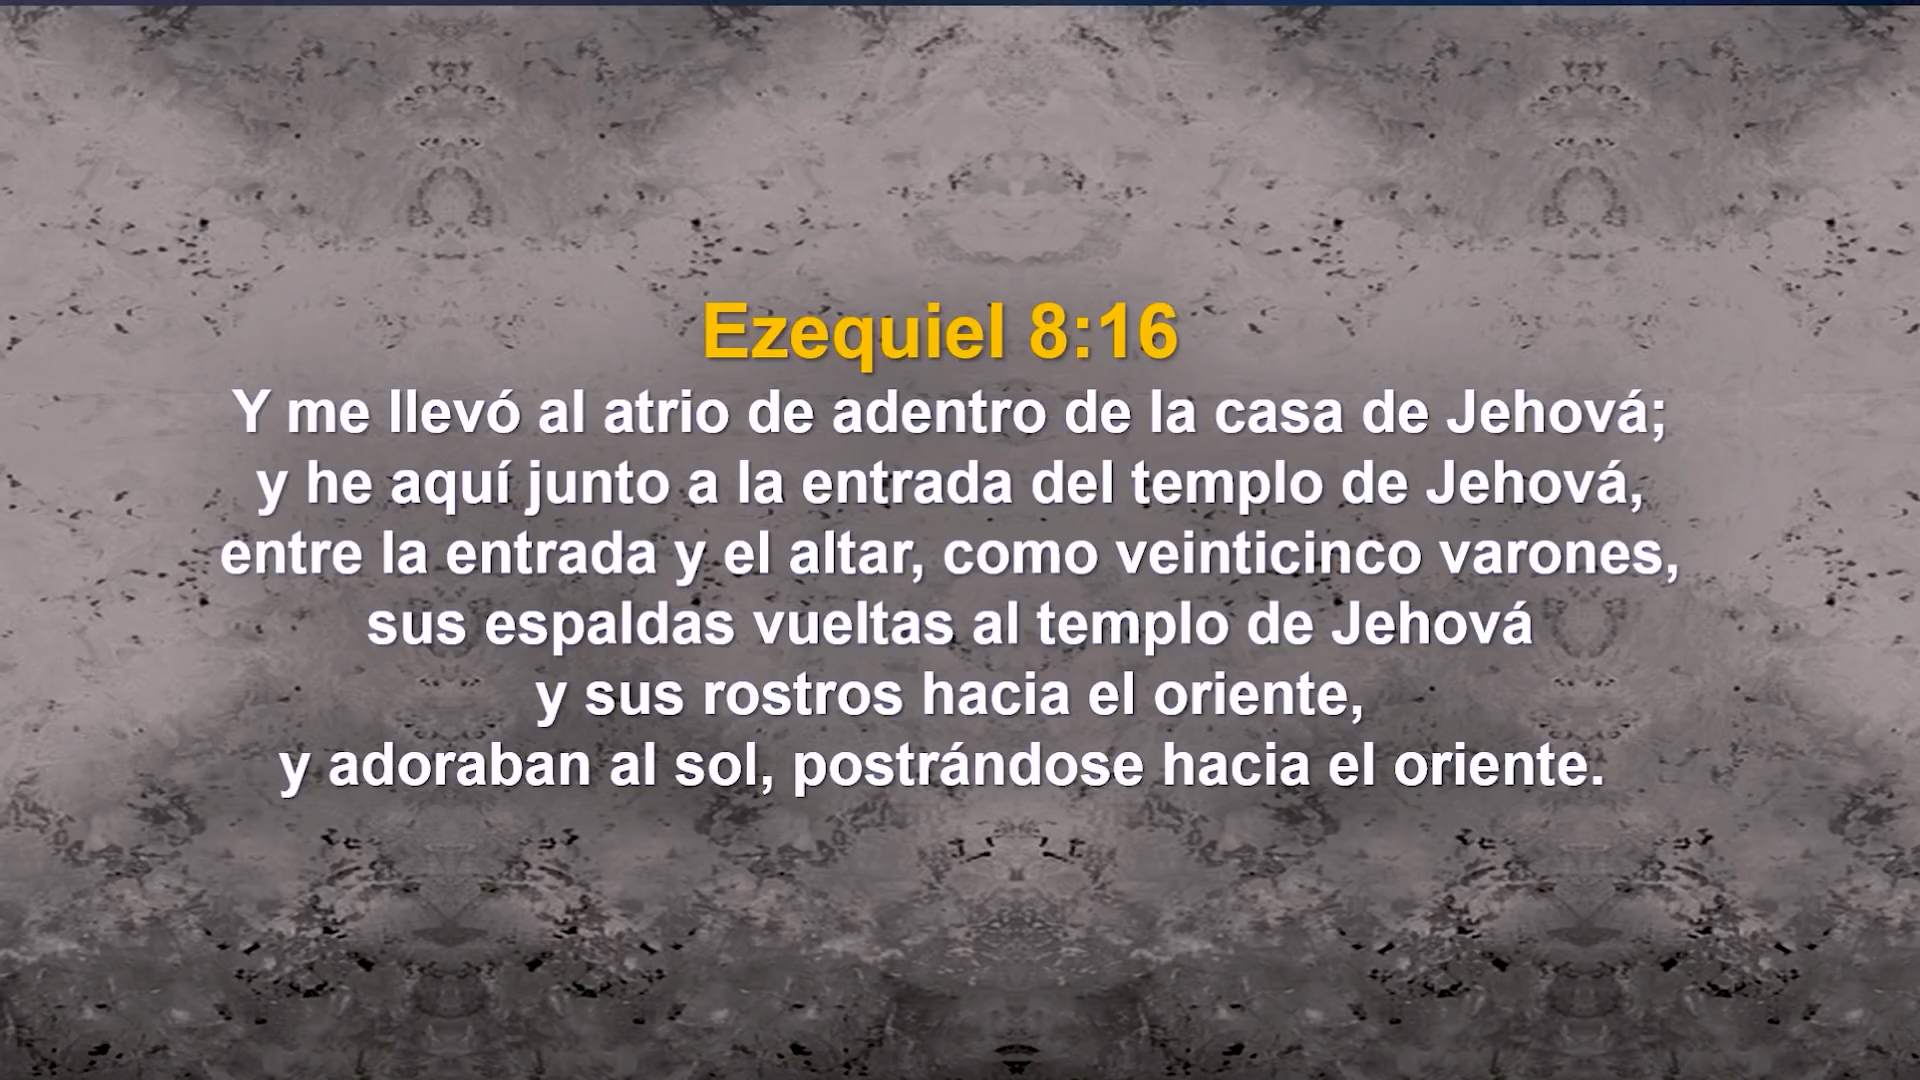 Ezequiel 8:16
Y me llevó al atrio de adentro de la casa de Jehová;
y he aquí junto a la entrada del templo de Jehová,
entre la entrada y el altar, como veinticinco varones,
sus espaldas vueltas al templo de Jehová
y sus rostros hacia el oriente,
y adoraban al sol, postrándose hacia el oriente.